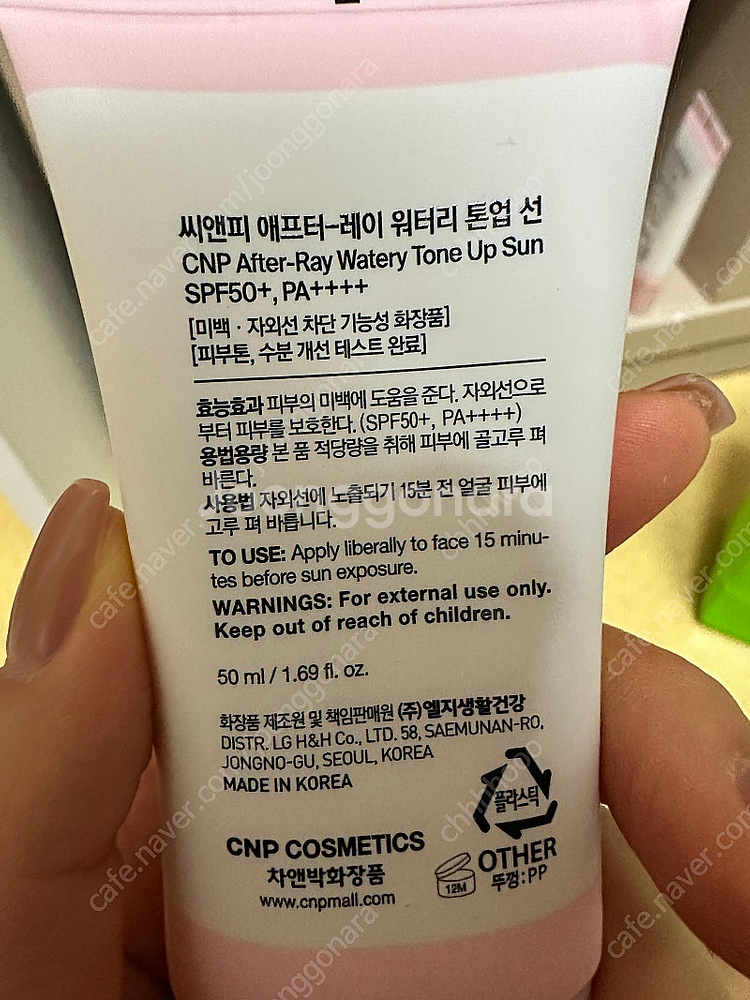 씨앤피 애프터-레이 워터리 톤업 선
CNP After-Ray Watery Tone Up Sun
SPF50+, PA++++
[미백 · 자외선 차단 기능성 화장품]
[피부톤, 수분 개선 테스트 완료]
효능효과 피부의 미백에 도움을 준다. 자외선으로
부터 피부를 보호한다. (SPF50+, PA++++)
용법용량 본 품 적당량을 취해 피부에 골고루 펴
바른다.
사용법 자외선에 노출되기 15분 전 얼굴 피부에
고루 펴 바릅니다.
TO USE: Apply liberally to face 15 minu-
tes before sun exposure.
WARNINGS: For external use only.
Keep out of reach of children.
50 ml / 1.69 fl. oz.
화장품 제조원 및 책임판매원 (주)엘지생활건강
DISTR. LG H&H Co., LTD. 58, SAEMUNAN-RO,
JONGNO-GU, SEOUL, KOREA
MADE IN KOREA
플라스틱
OTHER
뚜껑:PP
12M
CNP COSMETICS
차앤박화장품
www.cnpmall.com
joonggonara
cafe.naver.com/joonggonara